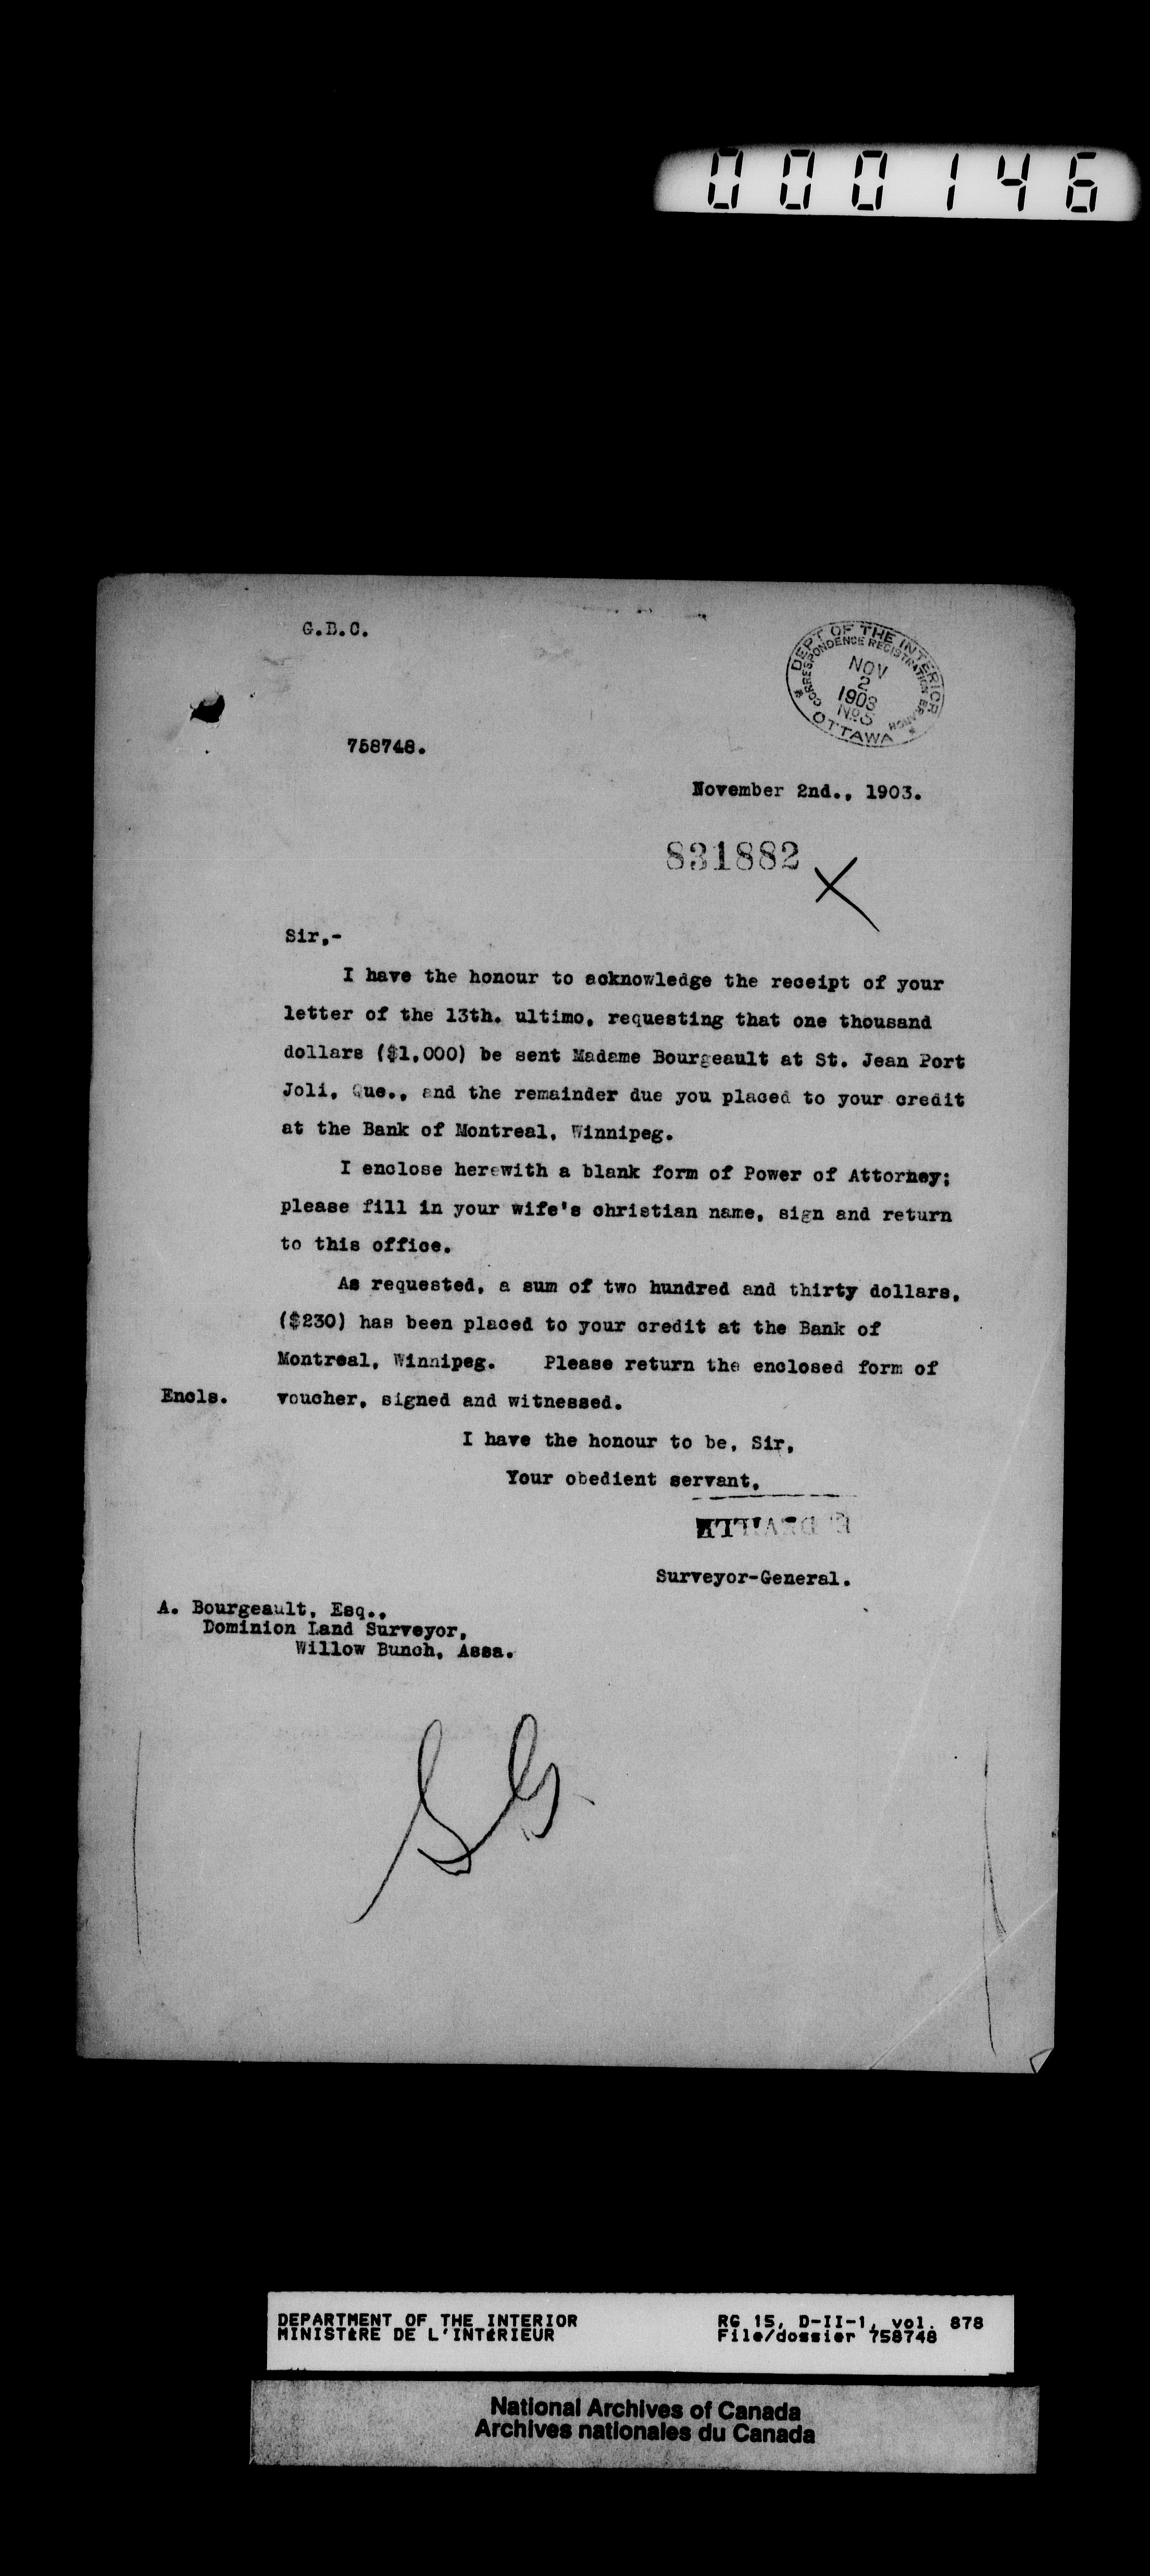 000146
G.B.C.
DEPT OF THE INTERIOR
CORRESPONDENCE REGISTRATION BRANCH
NOV
2
1903
No 5
OTTAWA
758748.
November 2nd., 1903.
831882
Sir,-
I have the honour to acknowledge the receipt of your
letter of the 13th. ultimo, requesting that one thousand
dollars ($1,000) be sent Madame Bourgeault at St. Jean Port
Joli, Que., and the remainder due you placed to your credit
at the Bank of Montreal, Winnipeg.
I enclose herewith a blank form of Power of Attorney;
please fill in your wife's christian name, sign and return
to this office.
As requested, a sum of two hundred and thirty dollars,
($230) has been placed to your credit at the Bank of
Montreal, Winnipeg. Please return the enclosed form of
Encls. voucher, signed and witnessed.
I have the honour to be, Sir,
Your obedient servant,
E. DEVILLE
Surveyor-General.
A. Bourgeault, Esq.,
Dominion Land Surveyor,
Willow Bunch, Assa.
DEPARTMENT OF THE INTERIOR RG 15, D-II-1, vol. 878
MINISTÈRE DE L'INTÉRIEUR File/dossier 758748
National Archives of Canada
Archives nationales du Canada